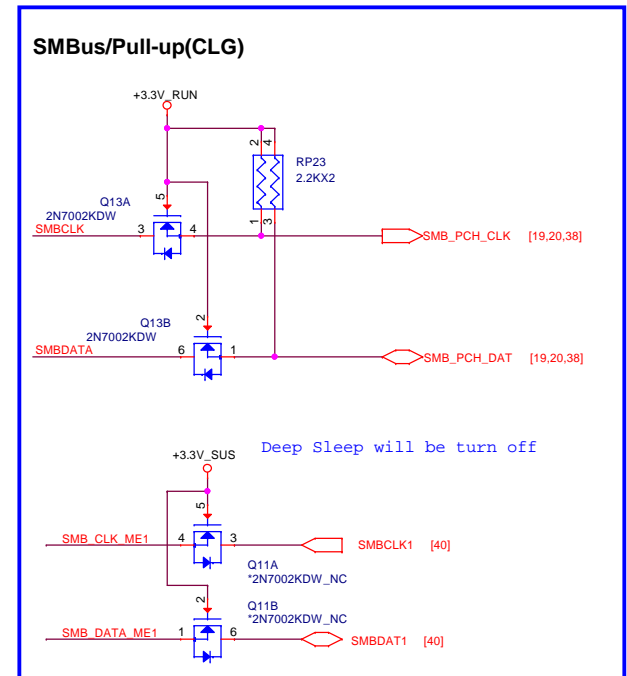 SMBus/Pull-up(CLG)
+3.3V_RUN
2 4
RP23
2.2KX2
Q13A
2N7002KDW
5
1 3
SMBCLK 3 4 SMB_PCH_CLK [19,20,38]
Q13B
2N7002KDW
2
SMBDATA 6 1 SMB_PCH_DAT [19,20,38]
Deep Sleep will be turn off
+3.3V_SUS
5
SMB_CLK_ME1 4 3 SMBCLK1 [40]
Q11A
*2N7002KDW_NC
Q11B
*2N7002KDW_NC
2
SMB_DATA_ME1 1 6 SMBDAT1 [40]